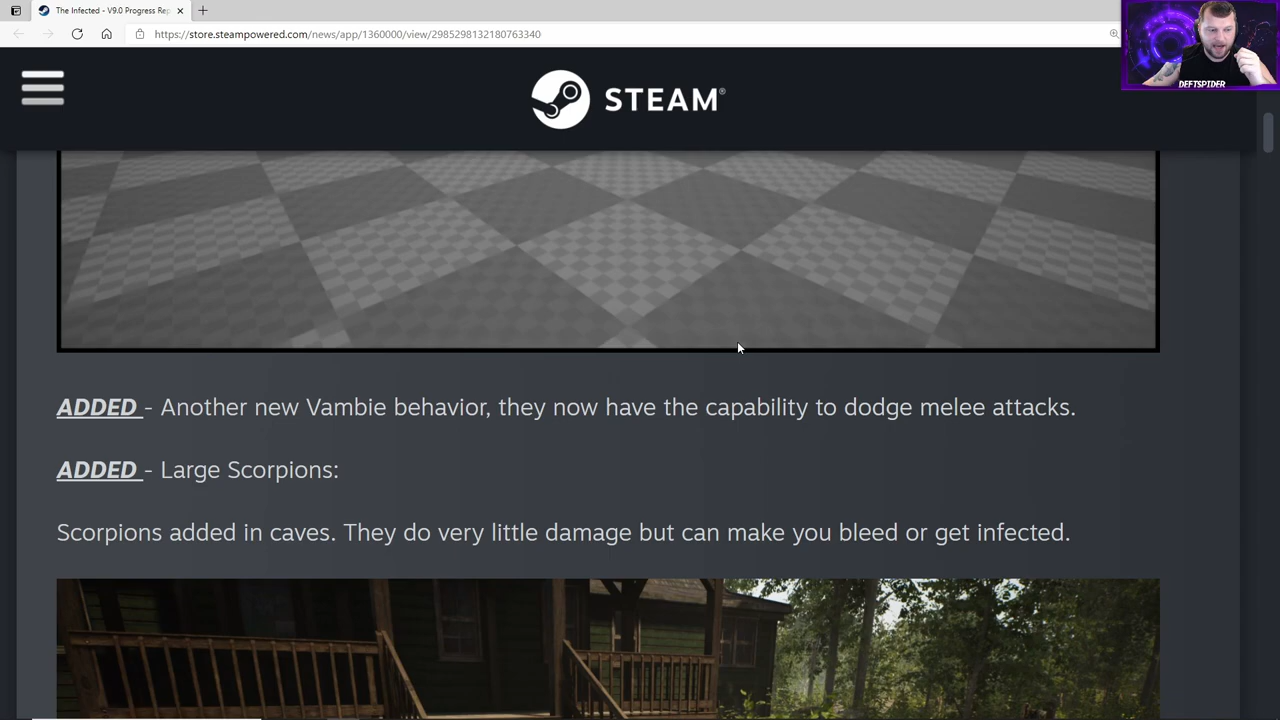 The Infected - V9.0 Progress Rep
https://store.steampowered.com/news/app/1360000/view/2985298132180763340
DEFTSPIDER
STEAM®
ADDED - Another new Vambie behavior, they now have the capability to dodge melee attacks.
ADDED - Large Scorpions:
Scorpions added in caves. They do very little damage but can make you bleed or get infected.